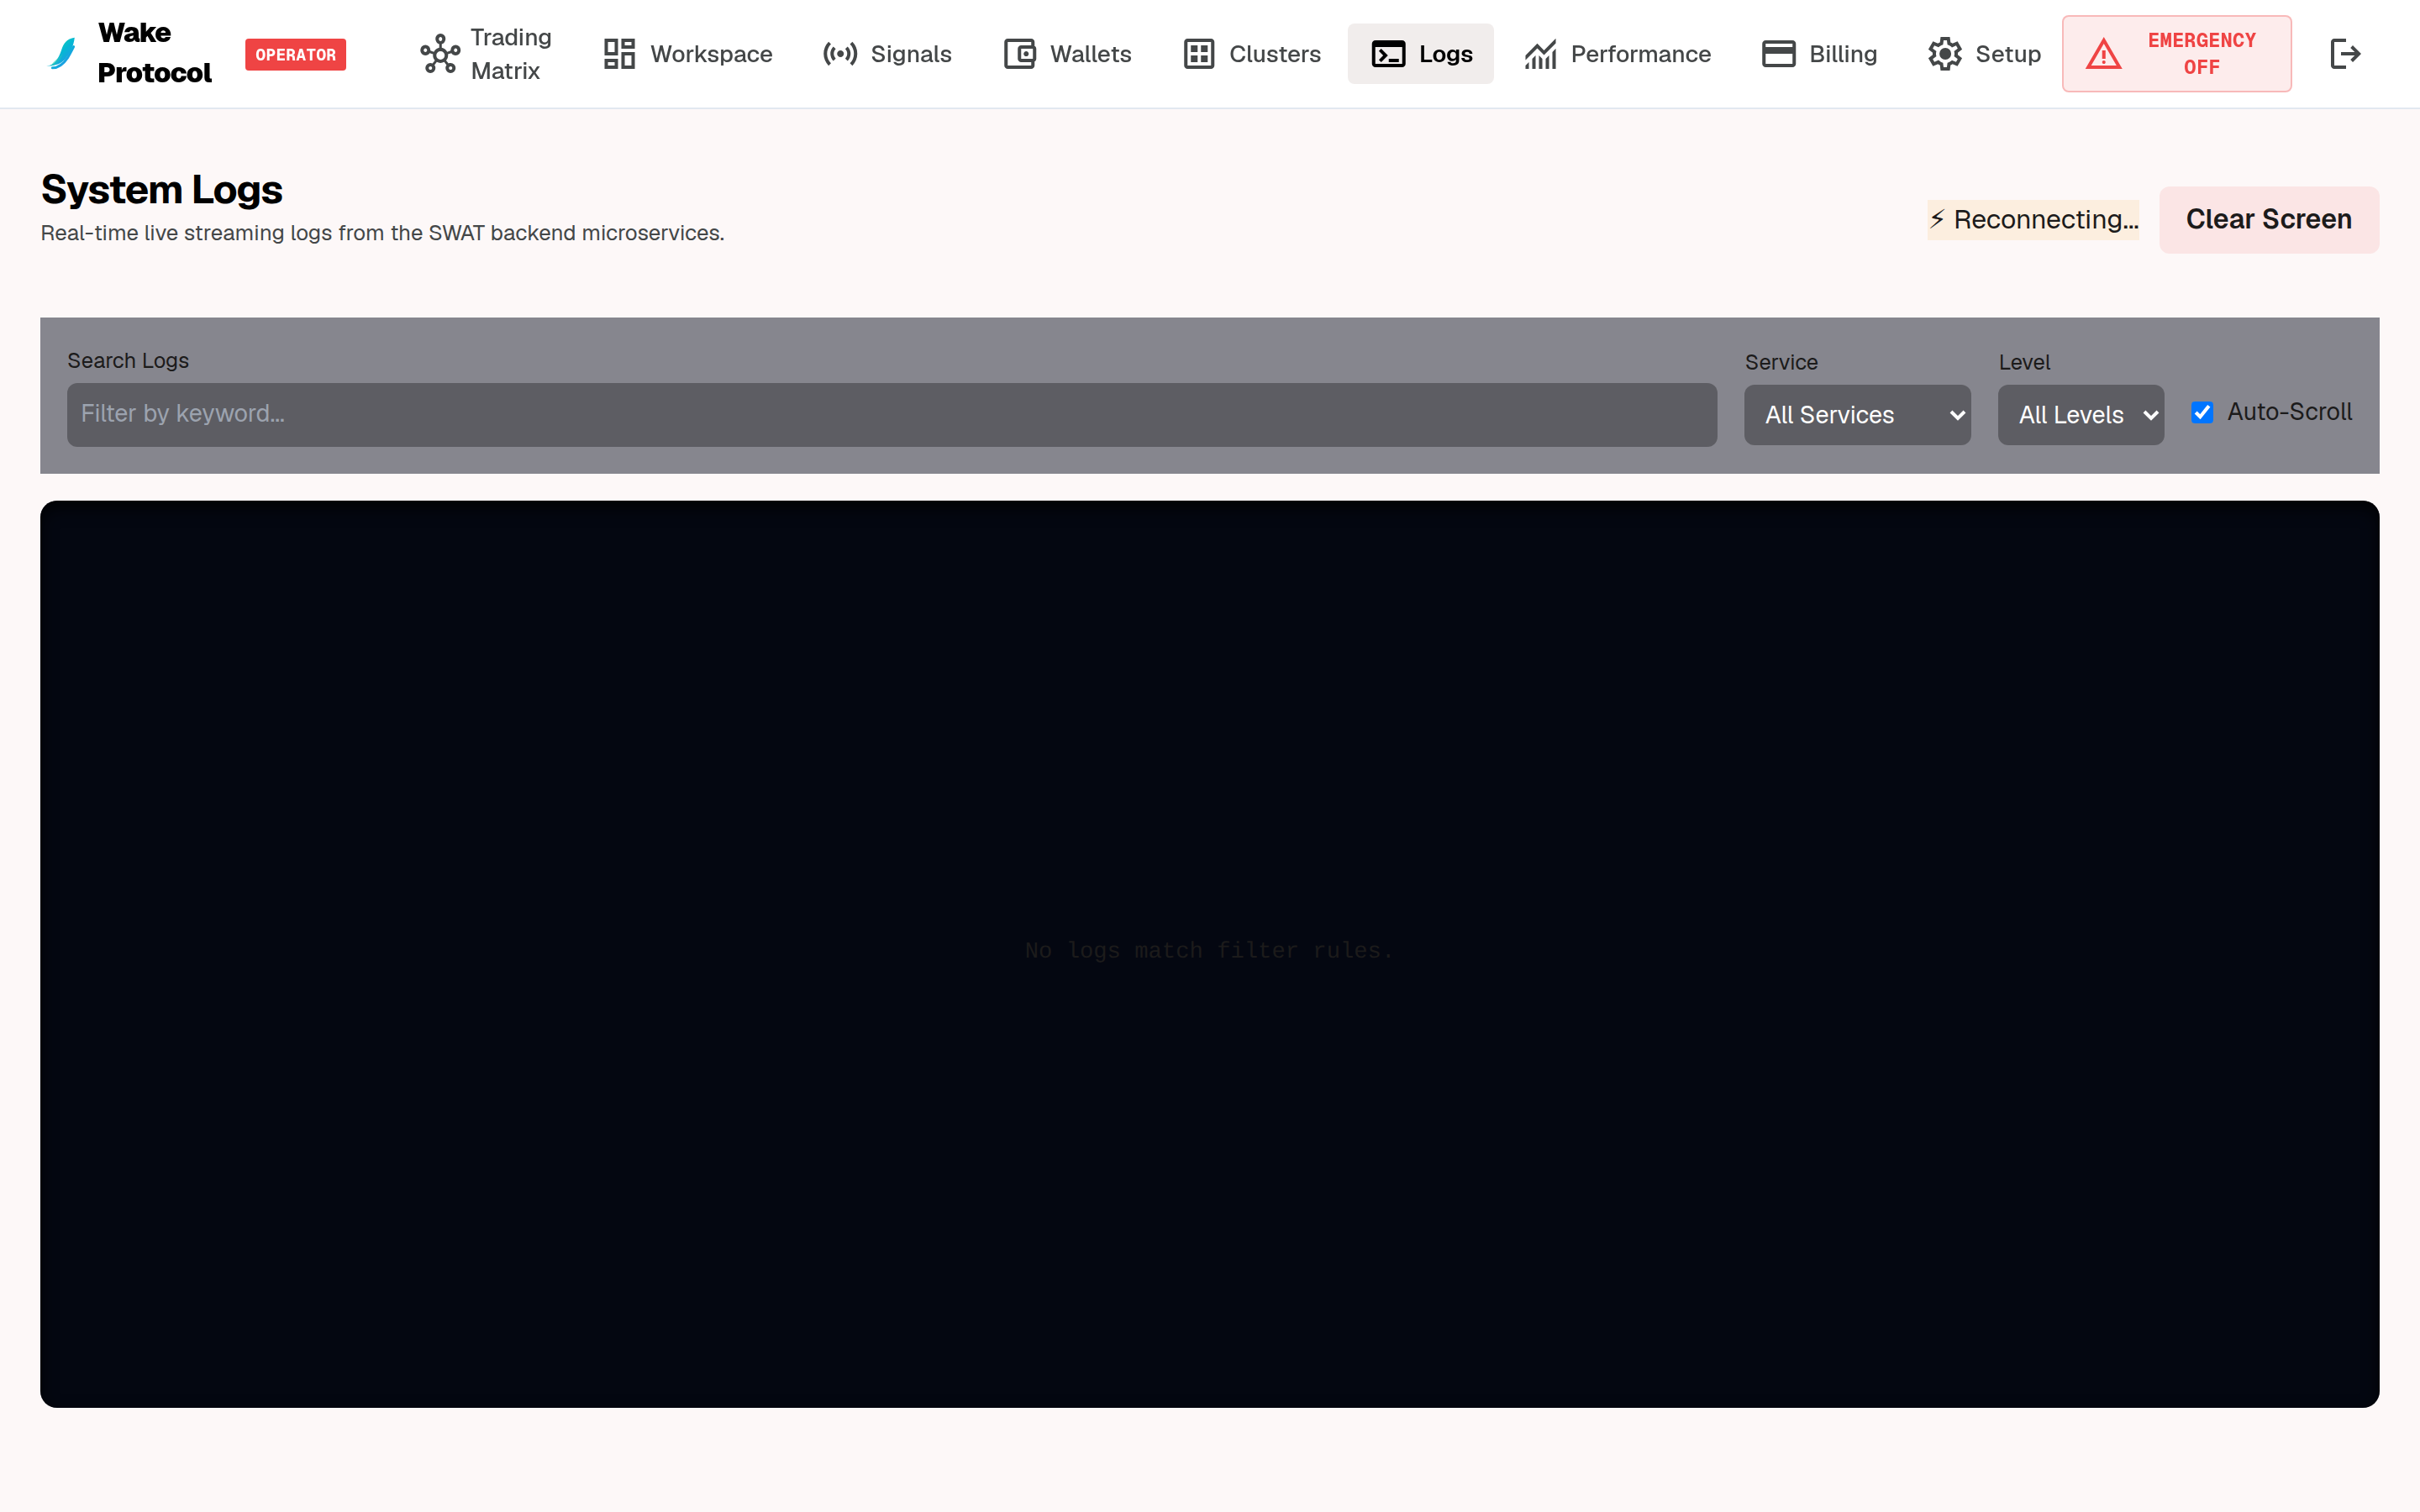 Wake
Protocol
OPERATOR
Trading
Matrix
Workspace
Signals
Wallets
Clusters
Logs
Performance
Billing
Setup
EMERGENCY
OFF
System Logs
Real-time live streaming logs from the SWAT backend microservices.
⚡ Reconnecting...
Clear Screen
Search Logs
Filter by keyword...
Service
All Services
Level
All Levels
Auto-Scroll
No logs match filter rules.